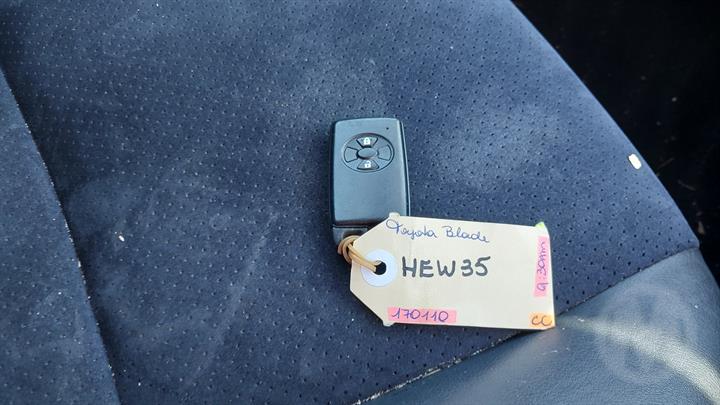 Toyota Blade
HEW35
9:30am
170110
CC